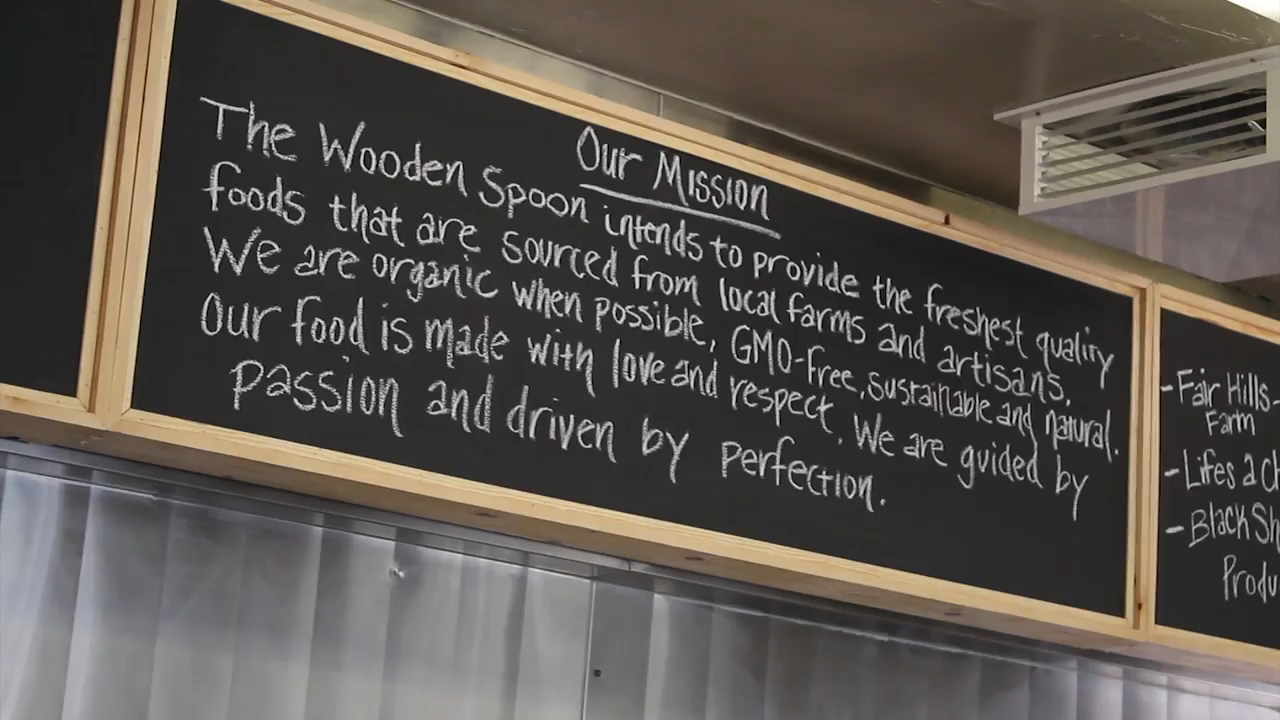 Our Mission
The Wooden Spoon intends to provide the freshest quality
foods that are sourced from local farms and artisans.
We are organic when possible, GMO-free, sustainable and natural.
Our food is made with love and respect. We are guided by
passion and driven by perfection.
- Fair Hills -
Farm
- Lifes a
- Black